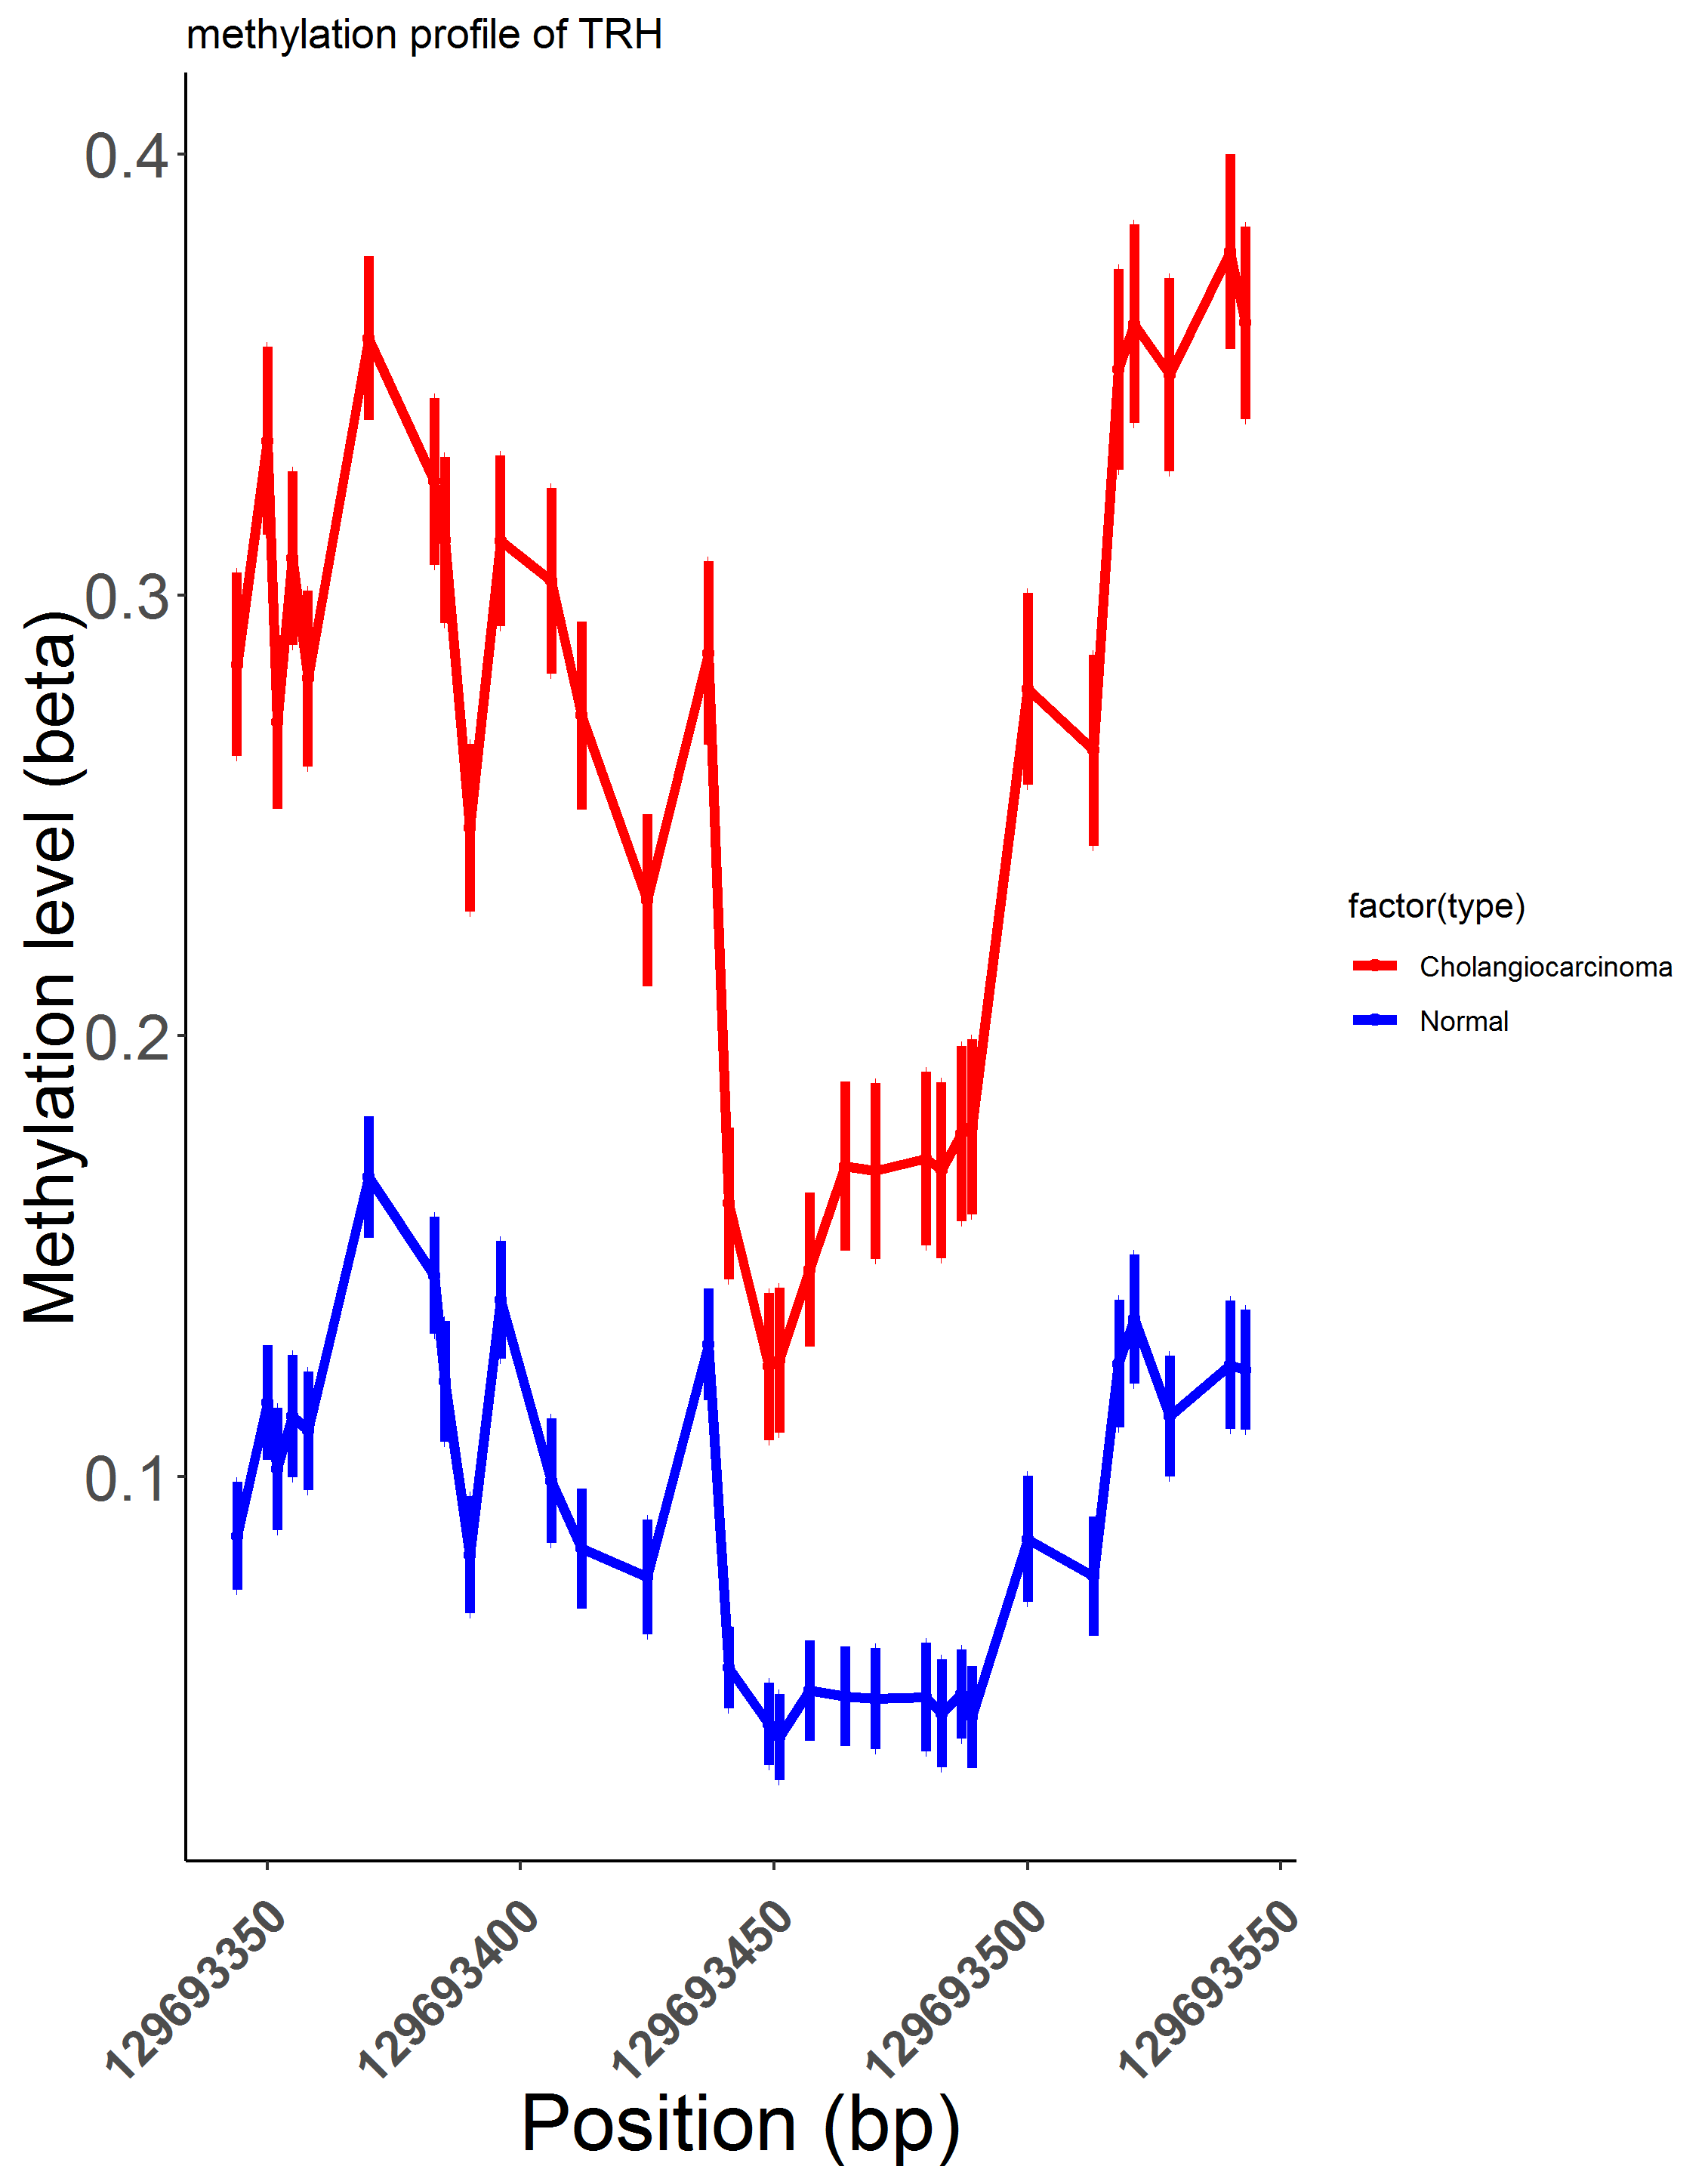 methylation profile of TRH
0.4
0.3
0.2
0.1
Methylation level (beta)
129693350
129693400
129693450
129693500
129693550
Position (bp)
factor(type)
Cholangiocarcinoma
Normal